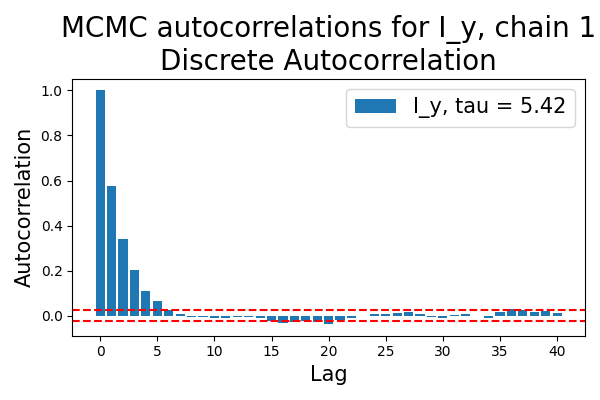 MCMC autocorrelations for I_y, chain 1
Discrete Autocorrelation
I_y, tau = 5.42
Autocorrelation
1.0
0.8
0.6
0.4
0.2
0.0
0 5 10 15 20 25 30 35 40
Lag